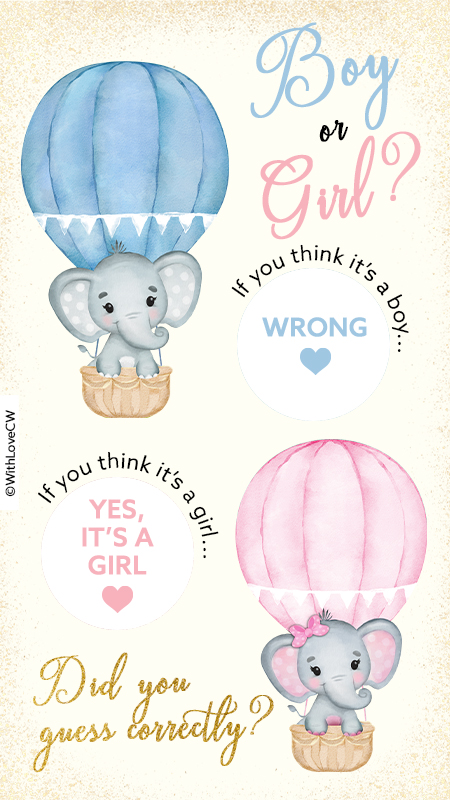 Boy
or
Girl?
If you think it's a boy...
WRONG
If you think it's a girl...
YES,
IT'S A
GIRL
©WithLoveCW
Did you
guess correctly?